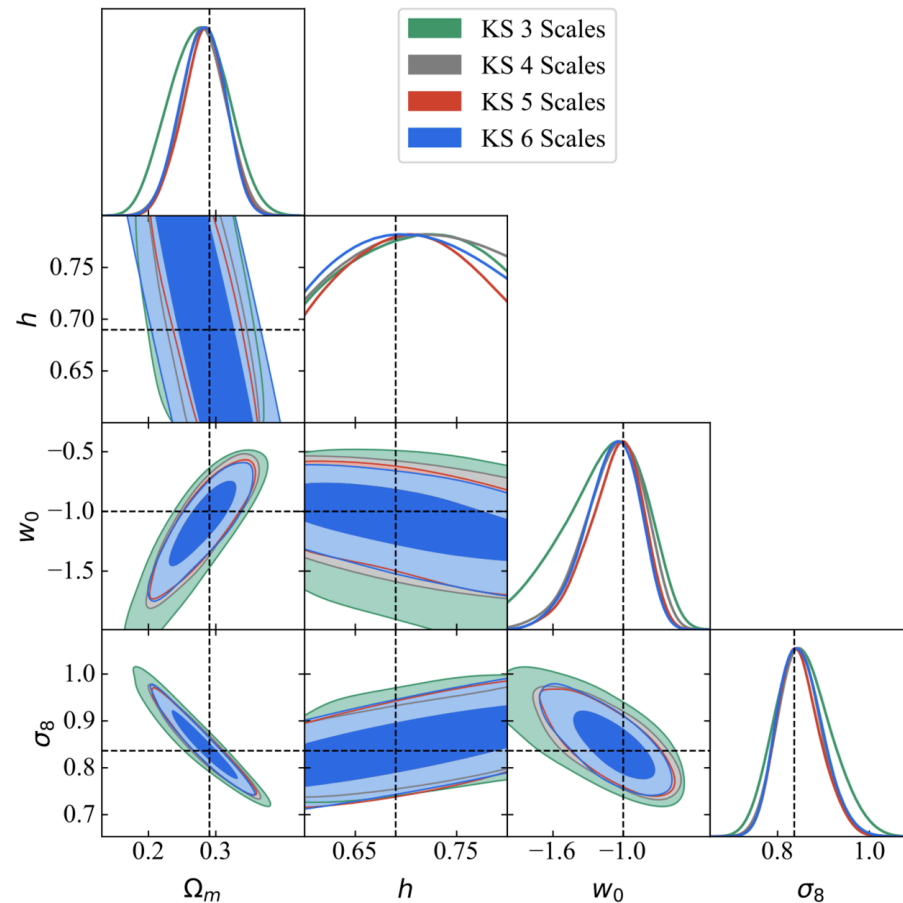 KS 3 Scales
KS 4 Scales
KS 5 Scales
KS 6 Scales
0.75
0.70
0.65
h
−0.5
−1.0
−1.5
w₀
1.0
0.9
0.8
0.7
σ₈
0.2 0.3 0.65 0.75 −1.6 −1.0 0.8 1.0
Ωₘ h w₀ σ₈